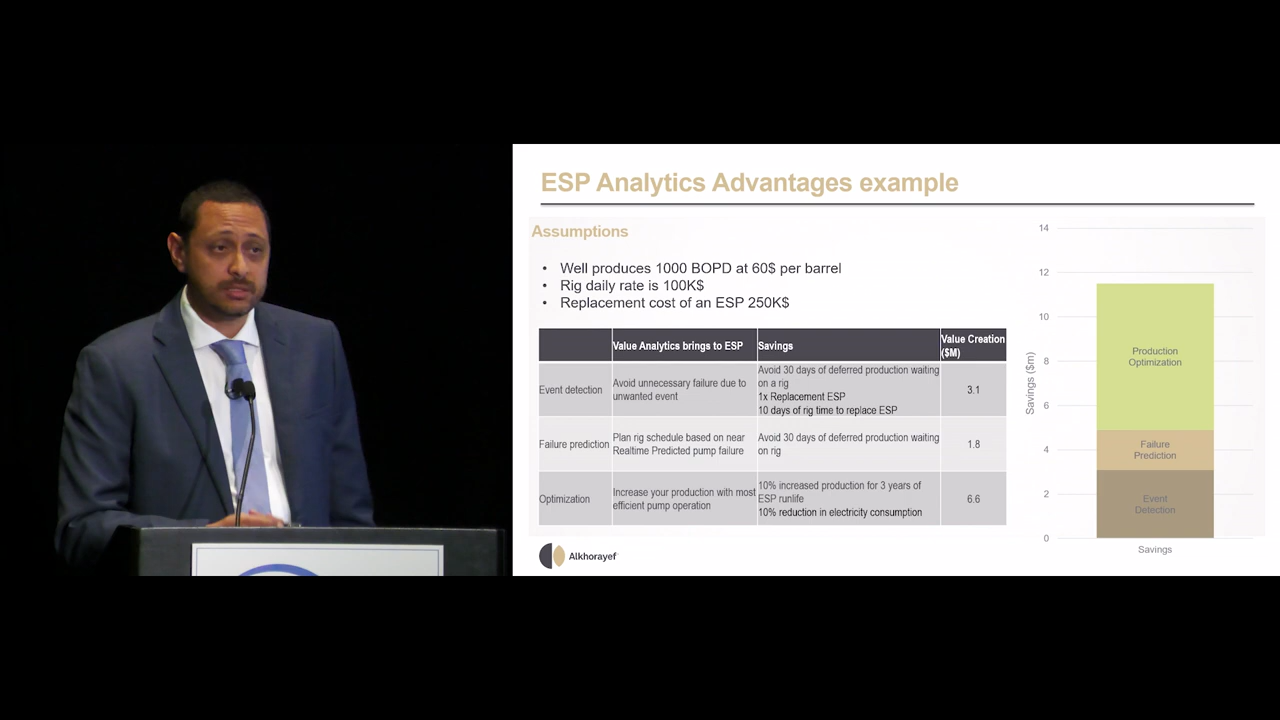 ESP Analytics Advantages example
Assumptions
• Well produces 1000 BOPD at 60$ per barrel
• Rig daily rate is 100K$
• Replacement cost of an ESP 250K$
Value Analytics brings to ESP
Savings
Value Creation
($M)
Event detection
Avoid unnecessary failure due to
unwanted event
Avoid 30 days of deferred production waiting
on a rig
1x Replacement ESP
10 days of rig time to replace ESP
3.1
Failure prediction
Plan rig schedule based on near
Realtime Predicted pump failure
Avoid 30 days of deferred production waiting
on rig
1.8
Optimization
Increase your production with most
efficient pump operation
10% increased production for 3 years of
ESP runlife
10% reduction in electricity consumption
6.6
Alkhorayef
Savings ($m)
14
12
10
8
6
4
2
0
Production
Optimization
Failure
Prediction
Event
Detection
Savings